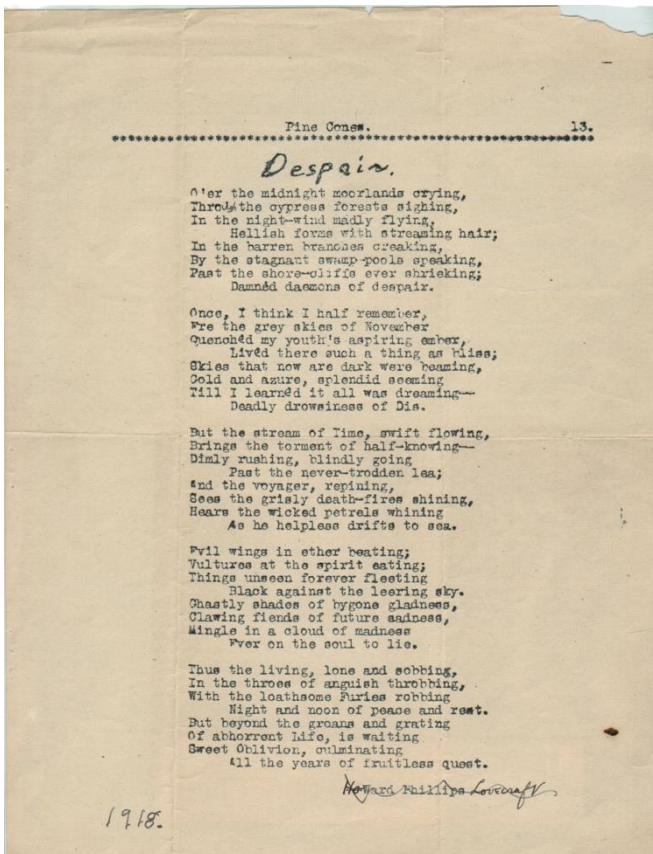 Pine Cones. 13.
Despair.
O'er the midnight moorlands crying,
Thro' the cypress forests sighing,
In the night-wind madly flying,
Hellish forms with streaming hair;
In the barren branches creaking,
By the stagnant swamp-pools speaking,
Past the shore-cliffs ever shrieking;
Damnéd daemons of despair.
Once, I think I half remember,
Ere the grey skies of November
Quenchéd my youth's aspiring ember,
Livéd there such a thing as bliss;
Skies that now are dark were beaming,
Gold and azure, splendid seeming
Till I learnéd it all was dreaming—
Deadly drowsiness of Dis.
But the stream of Time, swift flowing,
Brings the torment of half-knowing—
Dimly rushing, blindly going
Past the never-trodden lea;
And the voyager, repining,
Sees the grisly death-fires shining,
Hears the wicked petrels whining
As he helpless drifts to sea.
Evil wings in ether beating;
Vultures at the spirit eating;
Things unseen forever fleeting
Black against the leering sky.
Ghastly shades of bygone gladness,
Clawing fiends of future sadness,
Mingle in a cloud of madness
Ever on the soul to lie.
Thus the living, lone and sobbing,
In the throes of anguish throbbing,
With the loathsome Furies robbing
Night and noon of peace and rest.
But beyond the groans and grating
Of abhorrent Life, is waiting
Sweet Oblivion, culminating
All the years of fruitless quest.
Howard Phillips Lovecraft
1918.